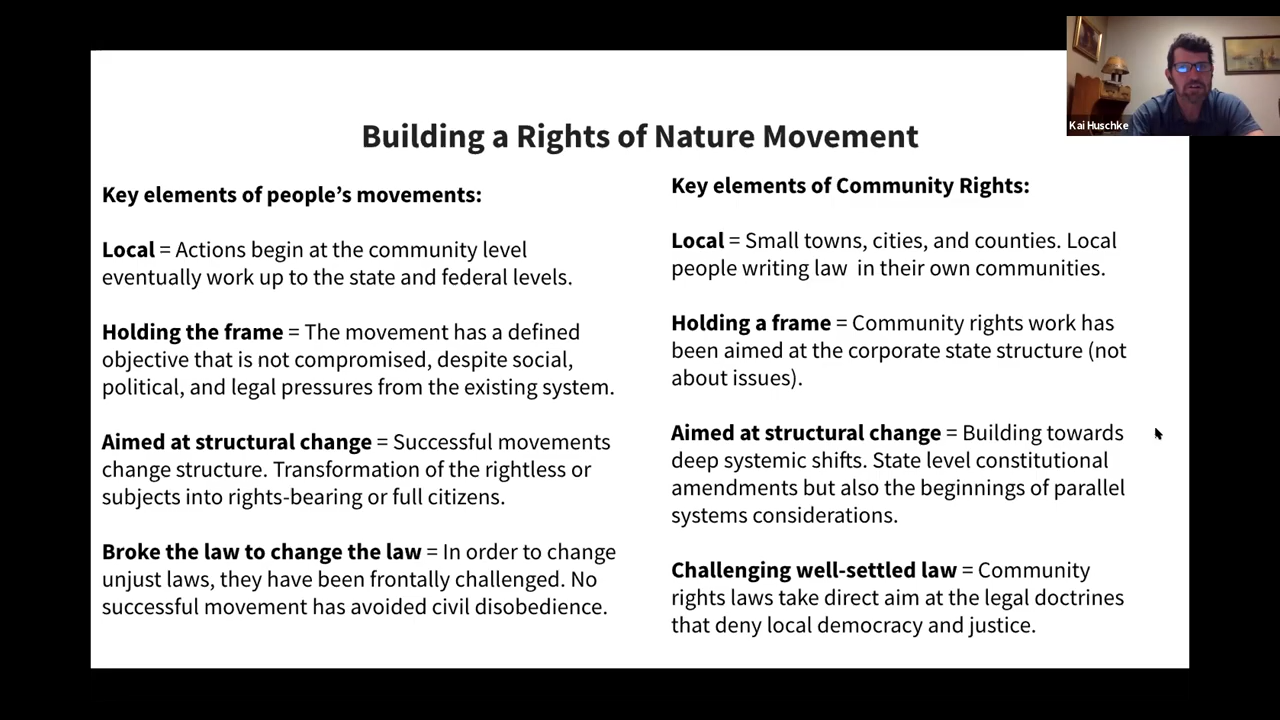 Building a Rights of Nature Movement
Kai Huschke
Key elements of people’s movements:
Local = Actions begin at the community level
eventually work up to the state and federal levels.
Holding the frame = The movement has a defined
objective that is not compromised, despite social,
political, and legal pressures from the existing system.
Aimed at structural change = Successful movements
change structure. Transformation of the rightless or
subjects into rights-bearing or full citizens.
Broke the law to change the law = In order to change
unjust laws, they have been frontally challenged. No
successful movement has avoided civil disobedience.
Key elements of Community Rights:
Local = Small towns, cities, and counties. Local
people writing law  in their own communities.
Holding a frame = Community rights work has
been aimed at the corporate state structure (not
about issues).
Aimed at structural change = Building towards
deep systemic shifts. State level constitutional
amendments but also the beginnings of parallel
systems considerations.
Challenging well-settled law = Community
rights laws take direct aim at the legal doctrines
that deny local democracy and justice.